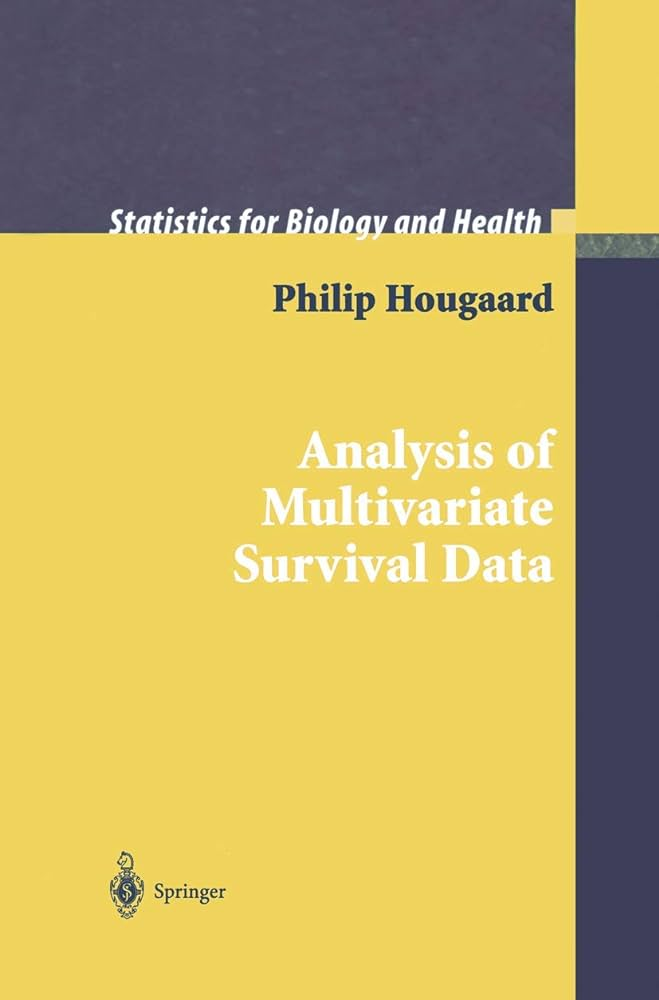 Statistics for Biology and Health
Philip Hougaard
Analysis of
Multivariate
Survival Data
Springer